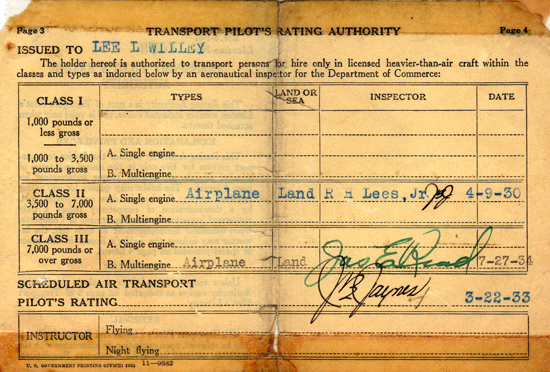 Page 3 TRANSPORT PILOT'S RATING AUTHORITY Page 4
ISSUED TO LEE L WILLEY
The holder hereof is authorized to transport persons for hire only in licensed heavier-than-air craft within the
classes and types as indorsed below by an aeronautical inspector for the Department of Commerce:
TYPES LAND OR SEA INSPECTOR DATE
CLASS I
1,000 pounds or
less gross
1,000 to 3,500
pounds gross
A. Single engine
B. Multiengine
CLASS II
3,500 to 7,000
pounds gross
A. Single engine Airplane Land R H Lees, Jr 4-9-30
B. Multiengine
CLASS III
7,000 pounds or
over gross
A. Single engine
B. Multiengine Airplane Land Jas E Reed 7-27-34
SCHEDULED AIR TRANSPORT
PILOT'S RATING 3-22-33
INSTRUCTOR
Flying
Night flying
U. S. GOVERNMENT PRINTING OFFICE: 1931 11—9882